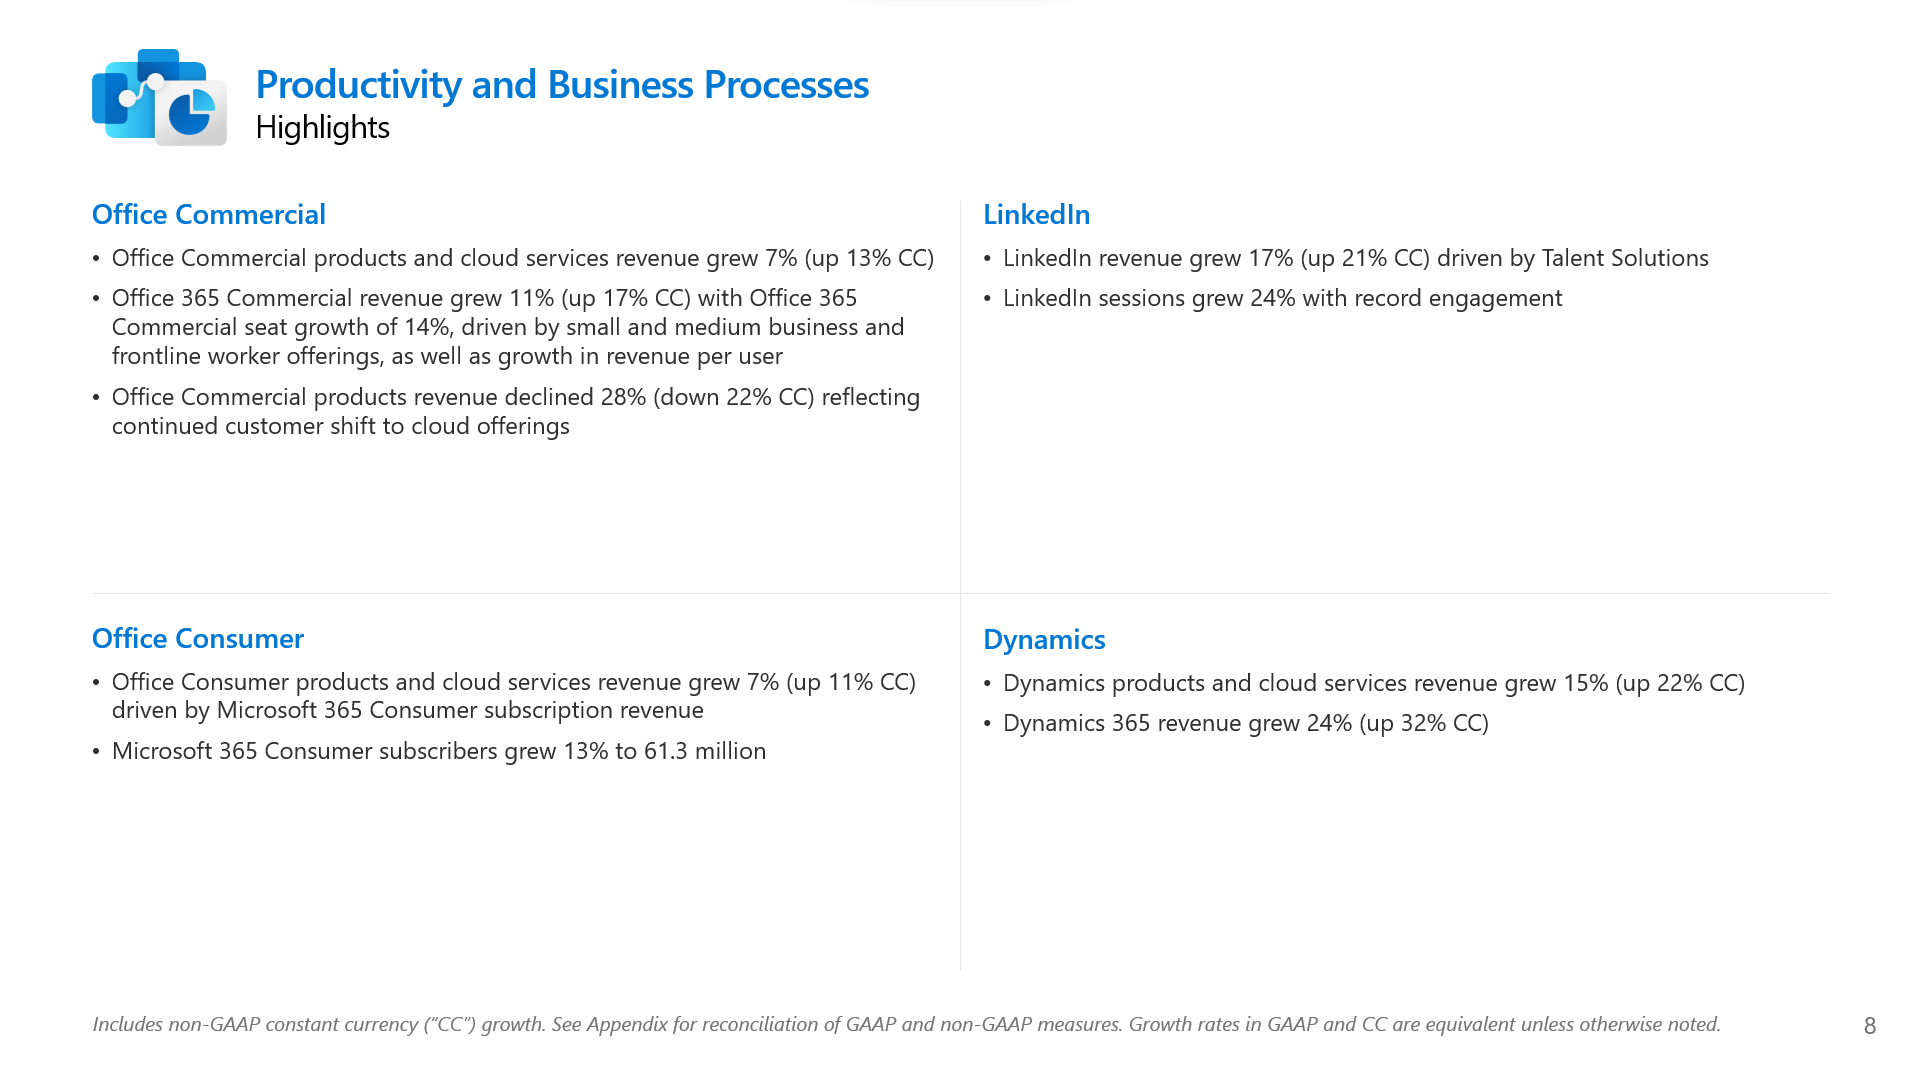 Productivity and Business Processes
Highlights
Office Commercial
• Office Commercial products and cloud services revenue grew 7% (up 13% CC)
• Office 365 Commercial revenue grew 11% (up 17% CC) with Office 365
Commercial seat growth of 14%, driven by small and medium business and
frontline worker offerings, as well as growth in revenue per user
• Office Commercial products revenue declined 28% (down 22% CC) reflecting
continued customer shift to cloud offerings
LinkedIn
• LinkedIn revenue grew 17% (up 21% CC) driven by Talent Solutions
• LinkedIn sessions grew 24% with record engagement
Office Consumer
• Office Consumer products and cloud services revenue grew 7% (up 11% CC)
driven by Microsoft 365 Consumer subscription revenue
• Microsoft 365 Consumer subscribers grew 13% to 61.3 million
Dynamics
• Dynamics products and cloud services revenue grew 15% (up 22% CC)
• Dynamics 365 revenue grew 24% (up 32% CC)
Includes non-GAAP constant currency (“CC”) growth. See Appendix for reconciliation of GAAP and non-GAAP measures. Growth rates in GAAP and CC are equivalent unless otherwise noted.
8